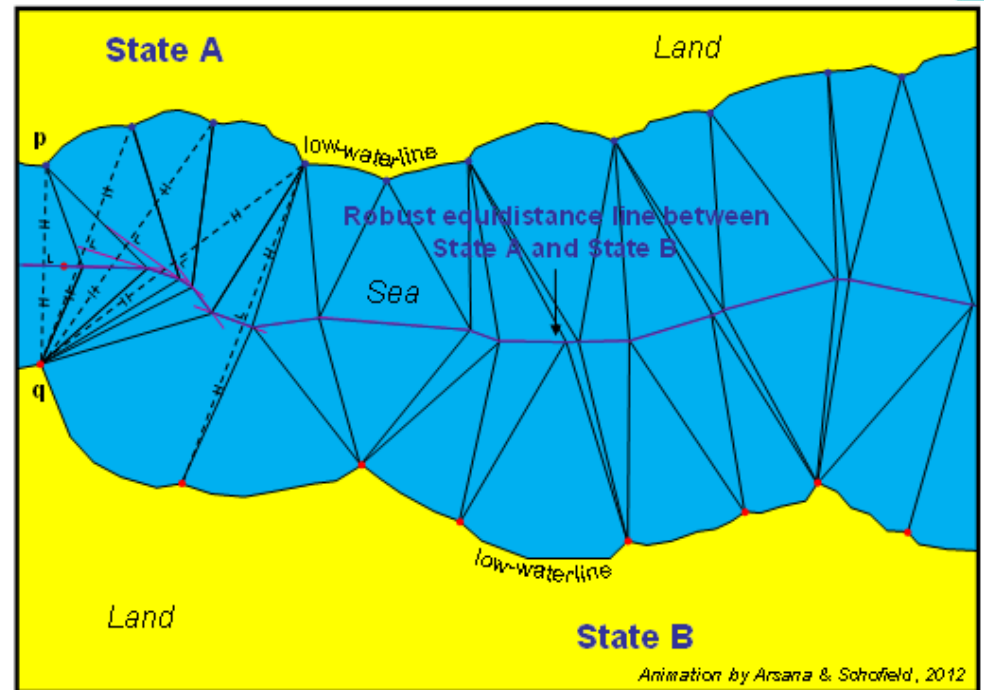 State A
Land
p
low-waterline
Robust equidistance line between
State A and State B
Sea
q
low-waterline
Land
State B
Animation by Arsana & Schofield, 2012